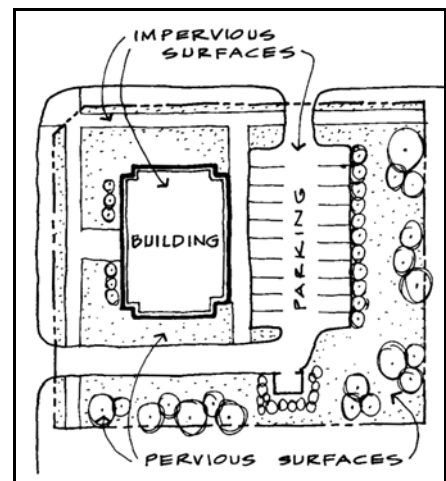 IMPERVIOUS
SURFACES
BUILDING
PARKING
PERVIOUS SURFACES